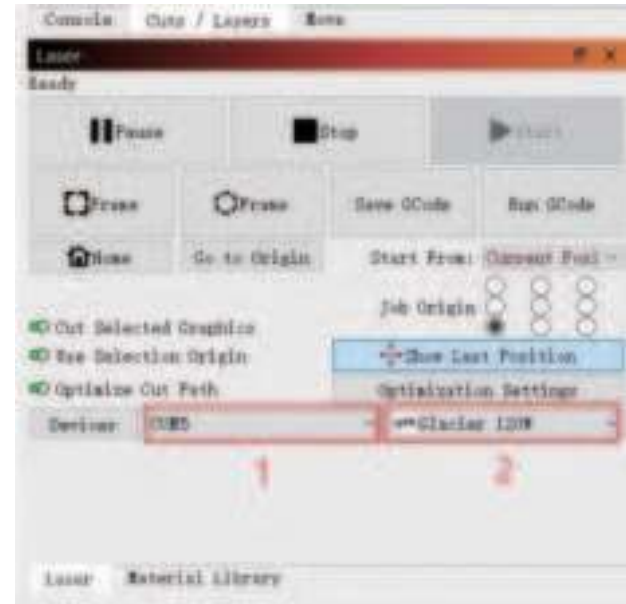 Console Cuts / Lasers Move
Laser
Ready
Pause Stop Start
Frame Frame Save GCode Run GCode
Home Go to Origin Start From: Current Posi
Job Origin
Cut Selected Graphics
Use Selection Origin Show Last Position
Optimize Cut Path Optimization Settings
Devices COM5 Glacier 120W
1 2
Laser Material Library